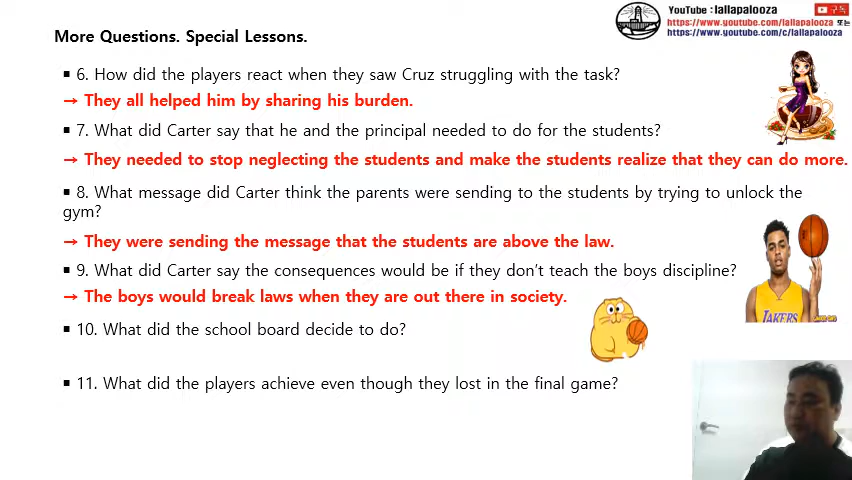 YouTube : lallapalooza
구독
https://www.youtube.com/lallapalooza 또는
https://www.youtube.com/c/lallapalooza
More Questions. Special Lessons.
▪ 6. How did the players react when they saw Cruz struggling with the task?
→ They all helped him by sharing his burden.
▪ 7. What did Carter say that he and the principal needed to do for the students?
→ They needed to stop neglecting the students and make the students realize that they can do more.
▪ 8. What message did Carter think the parents were sending to the students by trying to unlock the
gym?
→ They were sending the message that the students are above the law.
▪ 9. What did Carter say the consequences would be if they don't teach the boys discipline?
→ The boys would break laws when they are out there in society.
▪ 10. What did the school board decide to do?
▪ 11. What did the players achieve even though they lost in the final game?
LAKERS